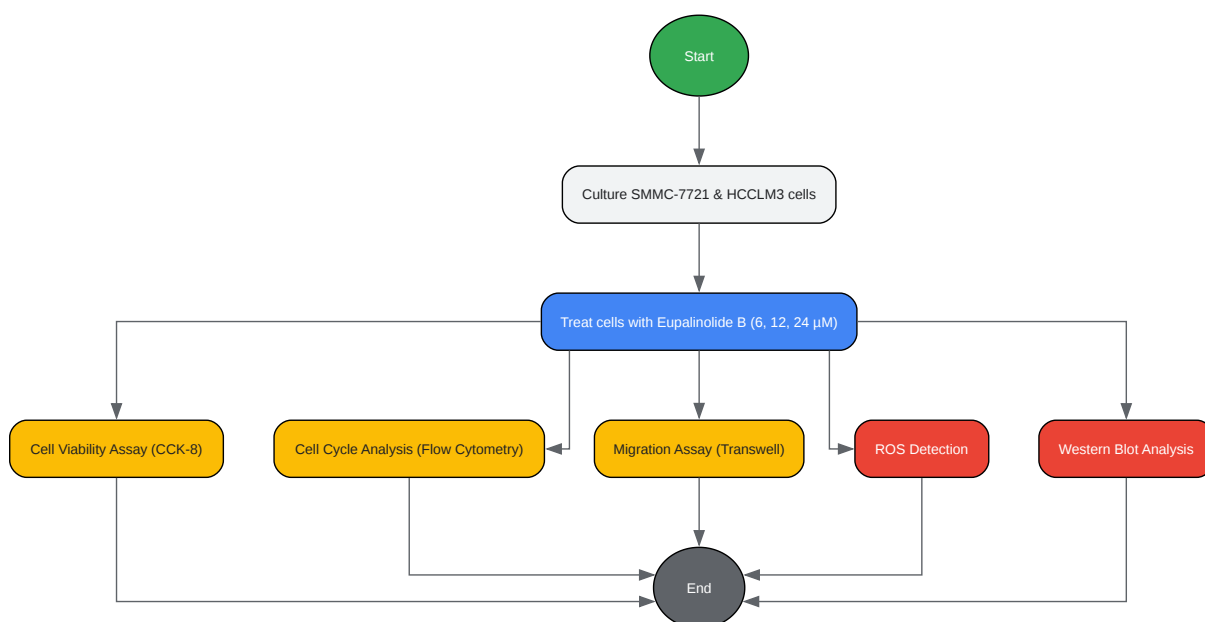 Start
Culture SMMC-7721 & HCCLM3 cells
Treat cells with Eupalinolide B (6, 12, 24 µM)
Cell Viability Assay (CCK-8)
Cell Cycle Analysis (Flow Cytometry)
Migration Assay (Transwell)
ROS Detection
Western Blot Analysis
End